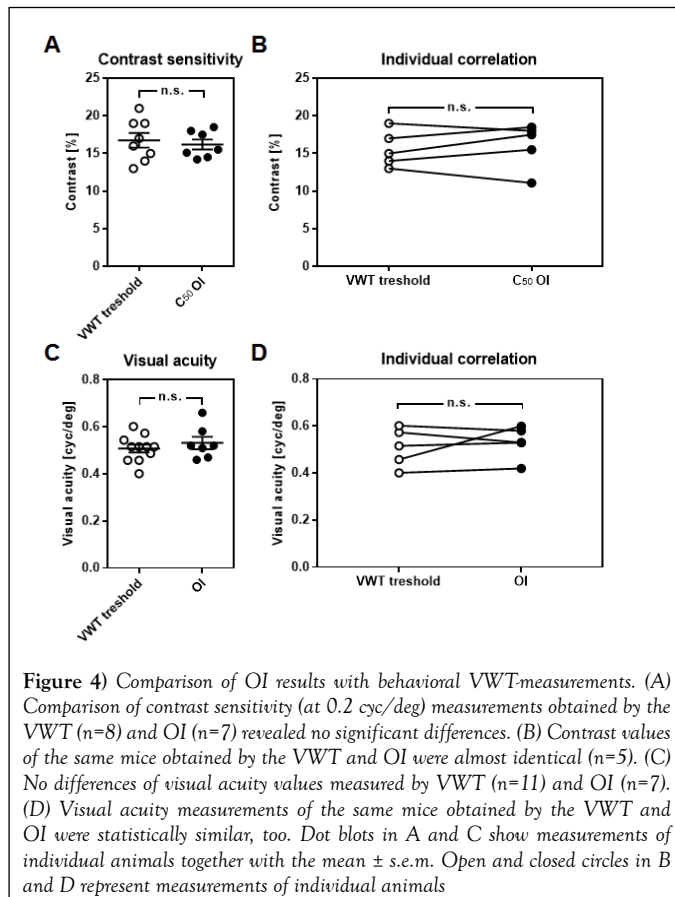 A
Contrast sensitivity
n.s.
Contrast [%]
25
20
15
10
5
0
VWT treshold
C50 OI
B
Individual correlation
n.s.
Contrast [%]
25
20
15
10
5
0
VWT treshold
C50 OI
C
Visual acuity
n.s.
Visual acuity [cyc/deg]
0.8
0.6
0.4
0.2
0.0
VWT treshold
OI
D
Individual correlation
n.s.
Visual acuity [cyc/deg]
0.8
0.6
0.4
0.2
0.0
VWT treshold
OI
Figure 4) Comparison of OI results with behavioral VWT-measurements. (A)
Comparison of contrast sensitivity (at 0.2 cyc/deg) measurements obtained by the
VWT (n=8) and OI (n=7) revealed no significant differences. (B) Contrast values
of the same mice obtained by the VWT and OI were almost identical (n=5). (C)
No differences of visual acuity values measured by VWT (n=11) and OI (n=7).
(D) Visual acuity measurements of the same mice obtained by the VWT and
OI were statistically similar, too. Dot blots in A and C show measurements of
individual animals together with the mean ± s.e.m. Open and closed circles in B
and D represent measurements of individual animals